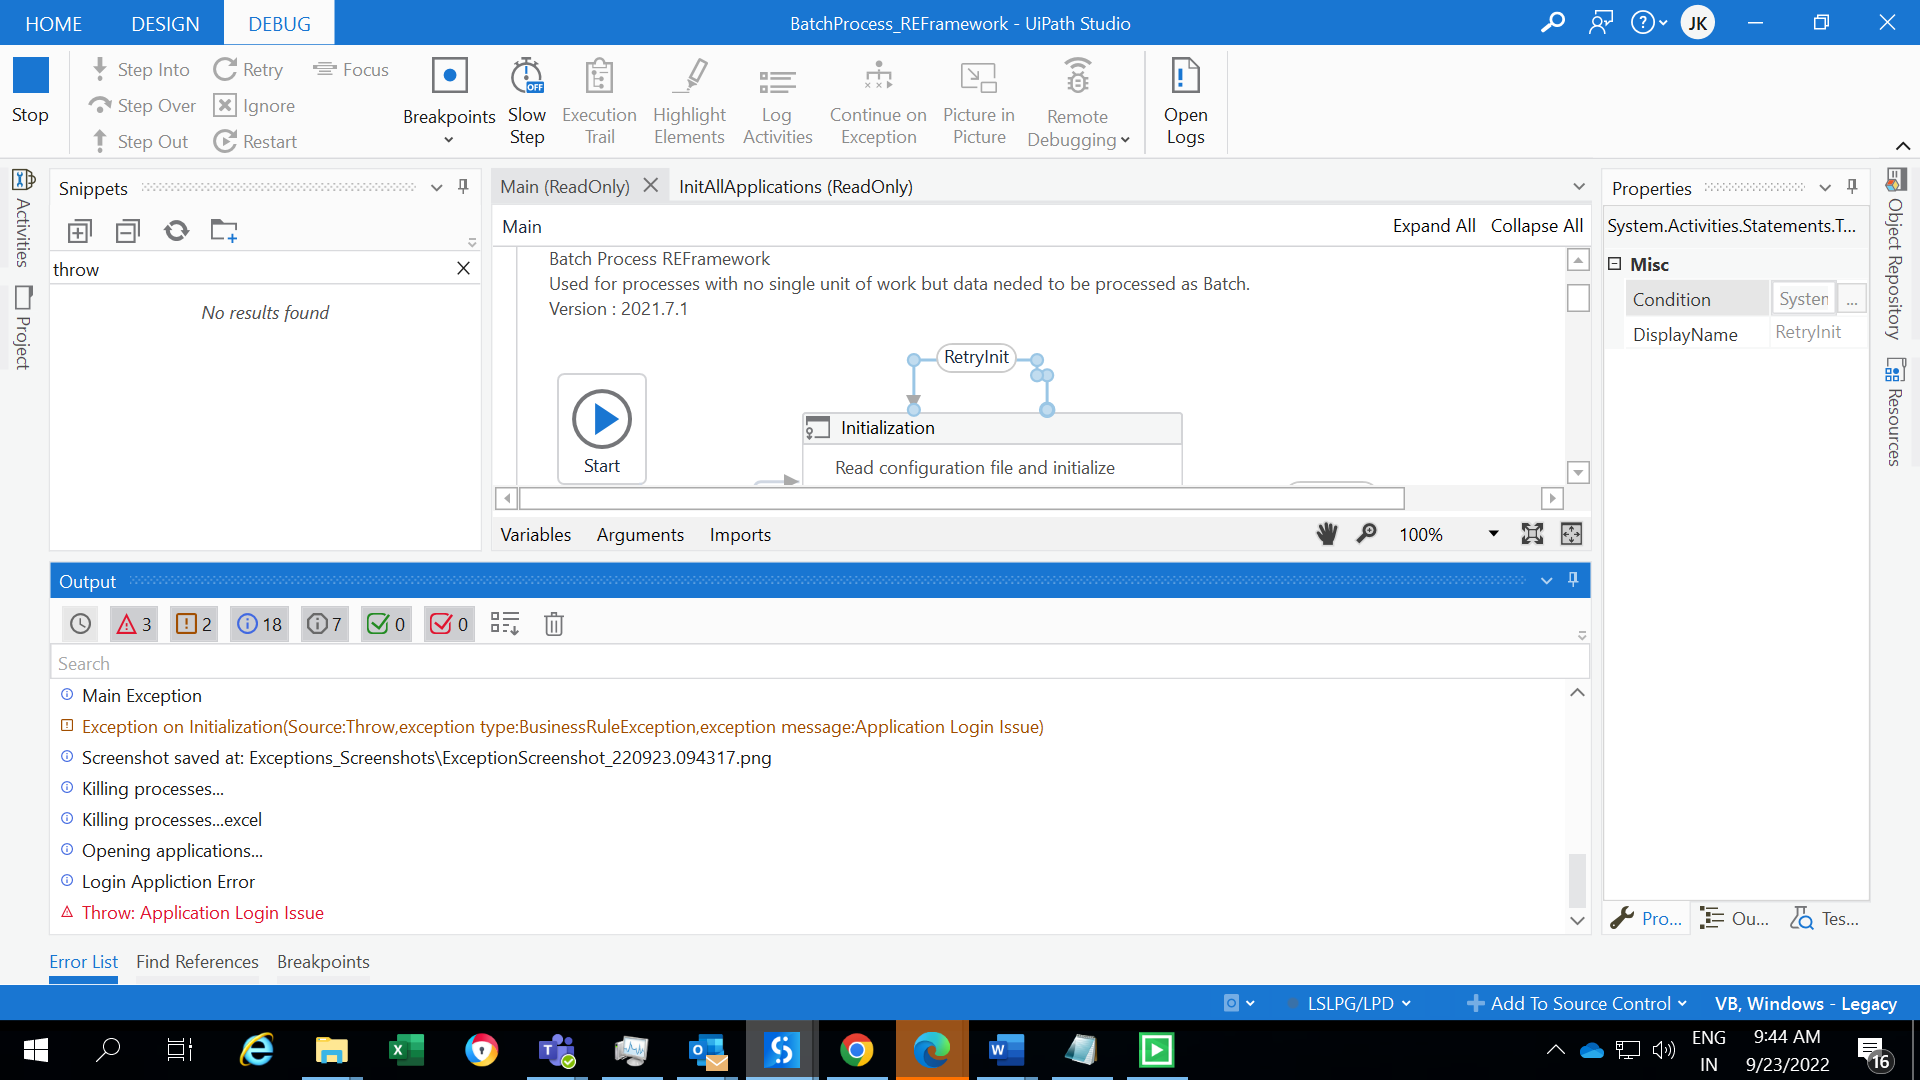 HOME DESIGN DEBUG BatchProcess_REFramework - UiPath Studio JK
Stop
Step Into
Step Over
Step Out
Retry
Ignore
Restart
Focus
Breakpoints
Slow
Step
OFF
Execution
Trail
Highlight
Elements
Log
Activities
Continue on
Exception
Picture in
Picture
Remote
Debugging
Open
Logs
Activities
Project
Snippets
throw
No results found
Main (ReadOnly) InitAllApplications (ReadOnly)
Main Expand All Collapse All
Batch Process REFramework
Used for processes with no single unit of work but data neded to be processed as Batch.
Version : 2021.7.1
RetryInit
Start
Initialization
Read configuration file and initialize
Variables Arguments Imports 100%
Properties
System.Activities.Statements.T...
Misc
Condition System ...
DisplayName RetryInit
Pro... Ou... Tes...
Object Repository
Resources
Output
3 2 18 7 0 0
Search
Main Exception
Exception on Initialization(Source:Throw,exception type:BusinessRuleException,exception message:Application Login Issue)
Screenshot saved at: Exceptions_Screenshots\ExceptionScreenshot_220923.094317.png
Killing processes...
Killing processes...excel
Opening applications...
Login Appliction Error
Throw: Application Login Issue
Error List Find References Breakpoints
LSLPG/LPD Add To Source Control VB, Windows - Legacy
ENG
IN
9:44 AM
9/23/2022
16